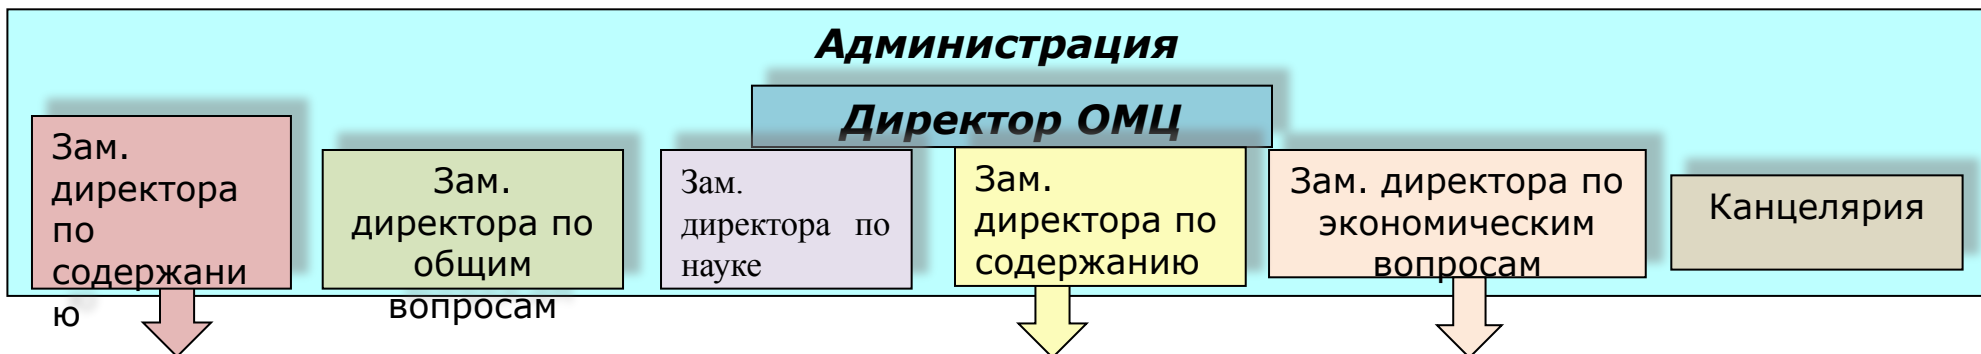 Администрация
Директор ОМЦ
Зам.
директора
по
содержани
ю
Зам.
директора по
общим
вопросам
Зам.
директора по
науке
Зам.
директора по
содержанию
Зам. директора по
экономическим
вопросам
Канцелярия